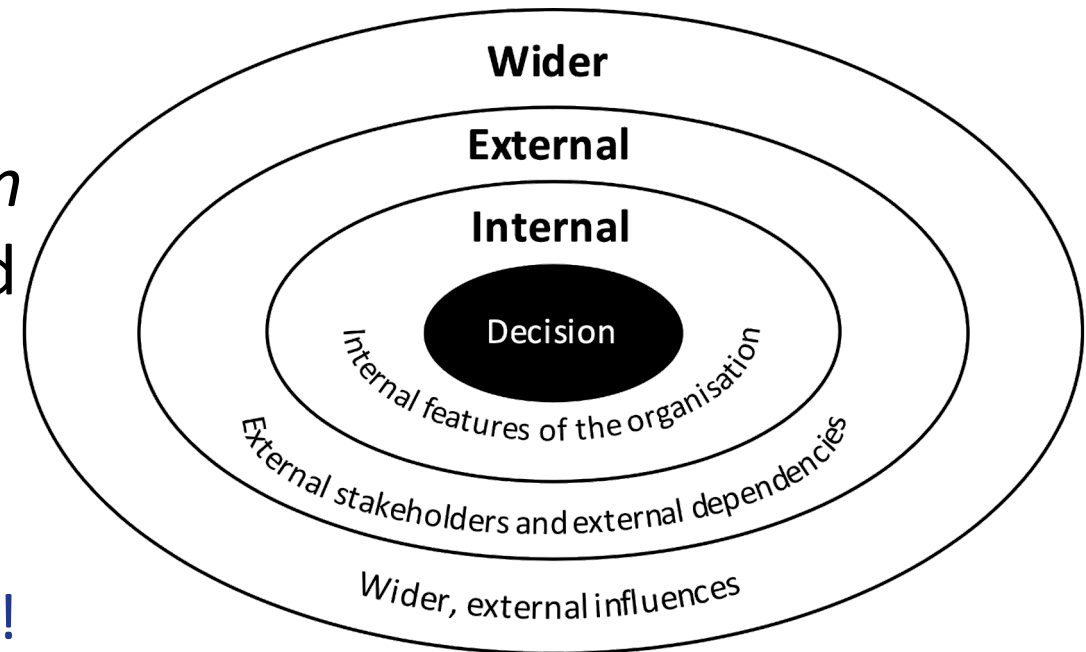 Wider
External
n
Internal
d
Decision
Internal features of the organisation
External stakeholders and external dependencies
Wider, external influences
!